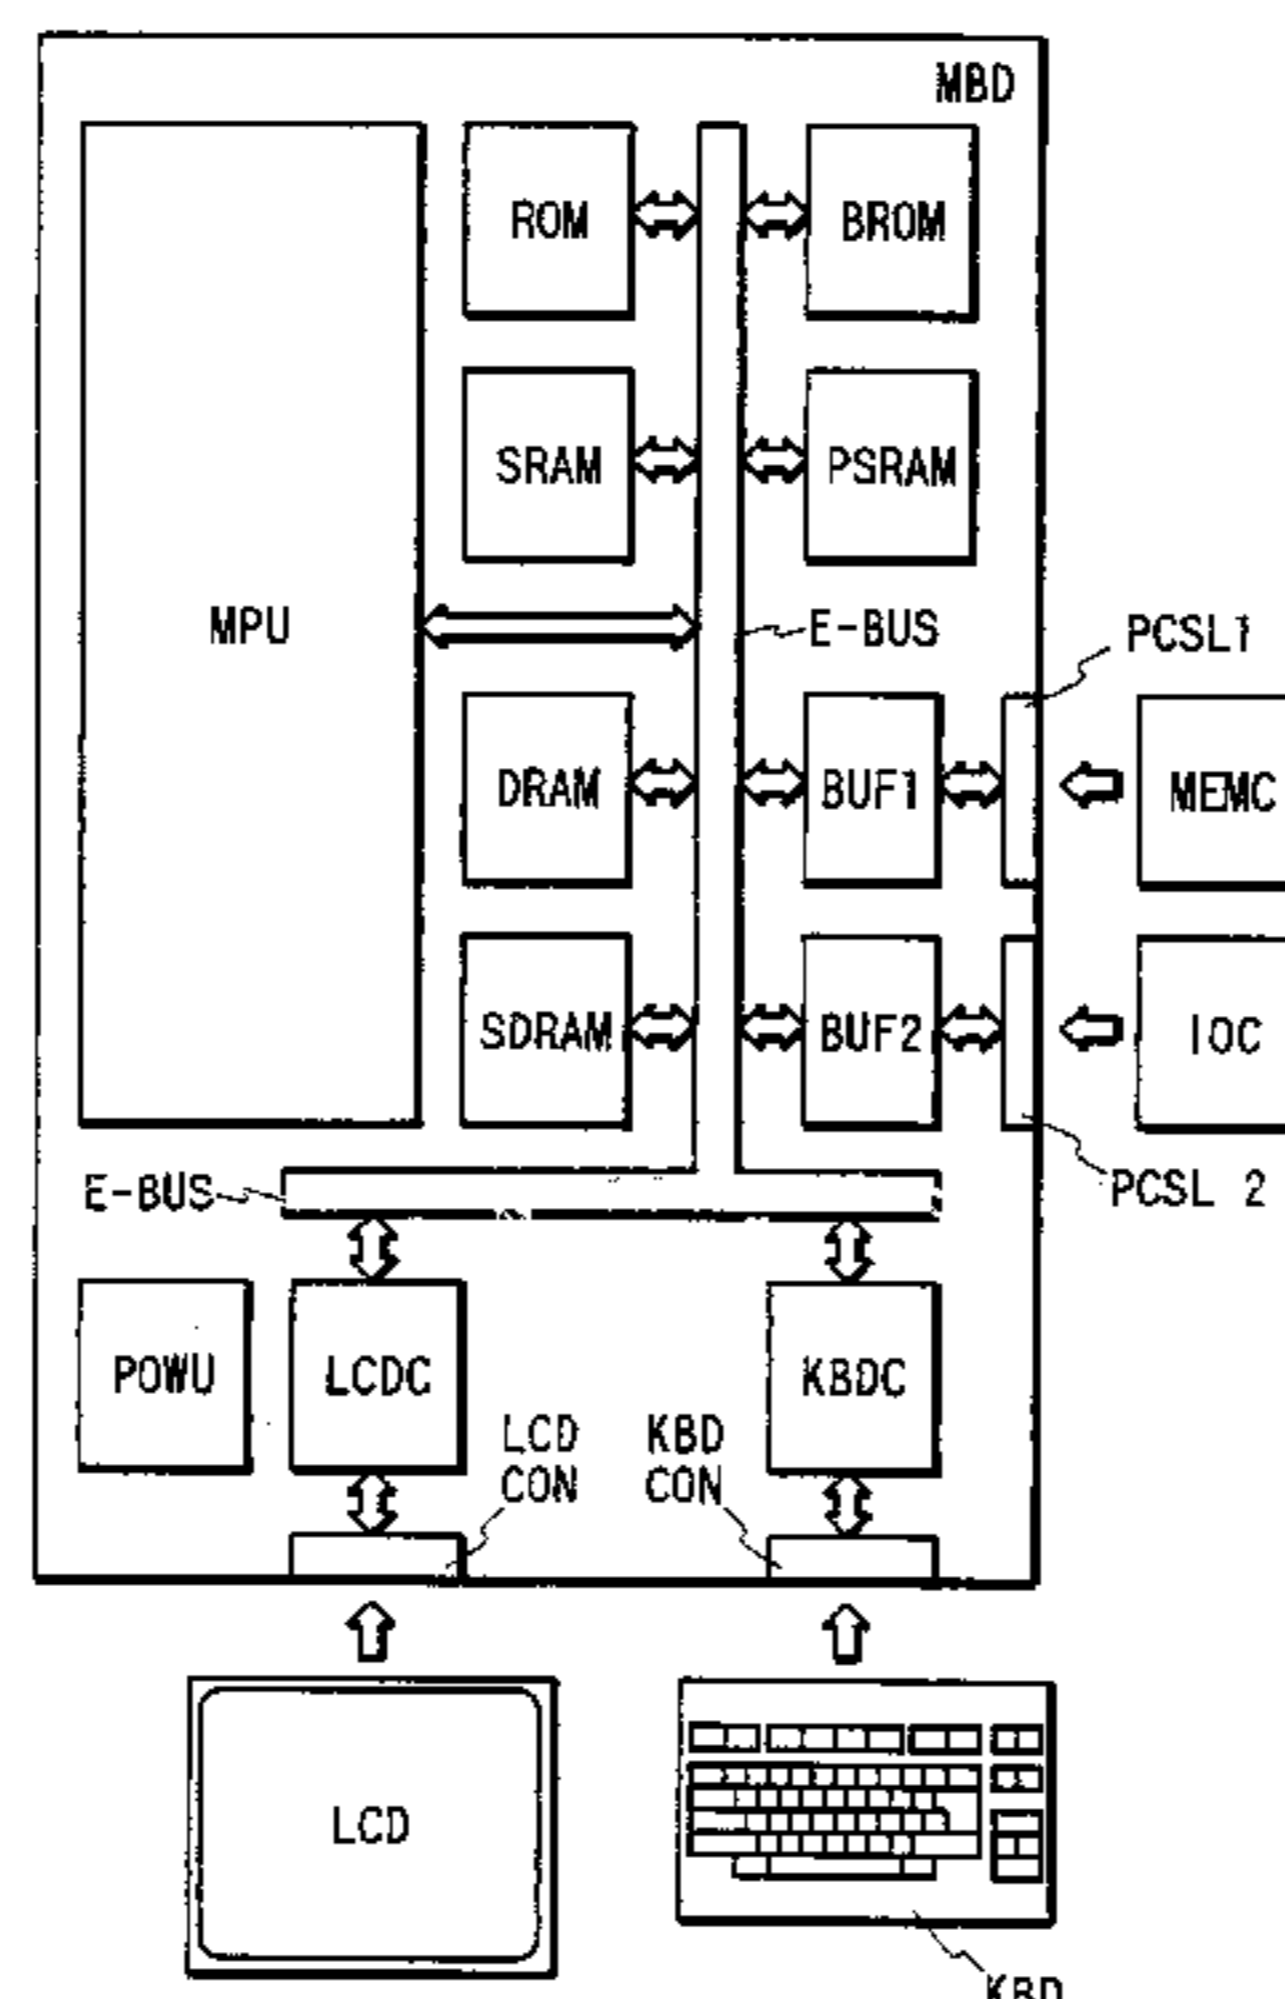 MBD
ROM
BROM
SRAM
PSRAM
MPU
E-BUS
PCSL1
DRAM
BUF1
MEMC
SDRAM
BUF2
IOC
E-BUS
PCSL 2
POWU
LCDC
KBDC
LCD
CON
KBD
CON
LCD
KBD